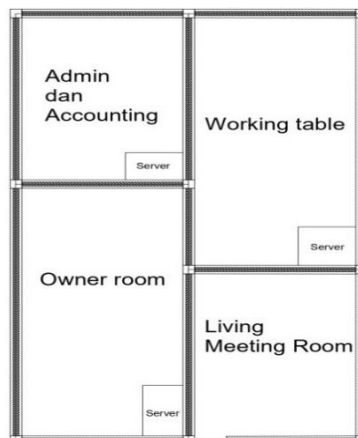 Admin
dan
Accounting
Server
Working table
Server
Owner room
Living
Meeting Room
Server